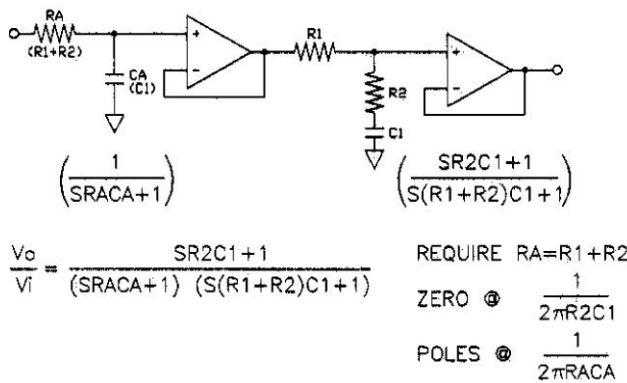 RA
(R1+R2)
CA
(C1)
+
-
R1
R2
C1
+
-
(1/(SRACA+1))
(SR2C1+1/(S(R1+R2)C1+1))
Vo/Vi = SR2C1+1/((SRACA+1) (S(R1+R2)C1+1))
REQUIRE RA=R1+R2
ZERO @ 1/(2πR2C1)
POLES @ 1/(2πRACA)